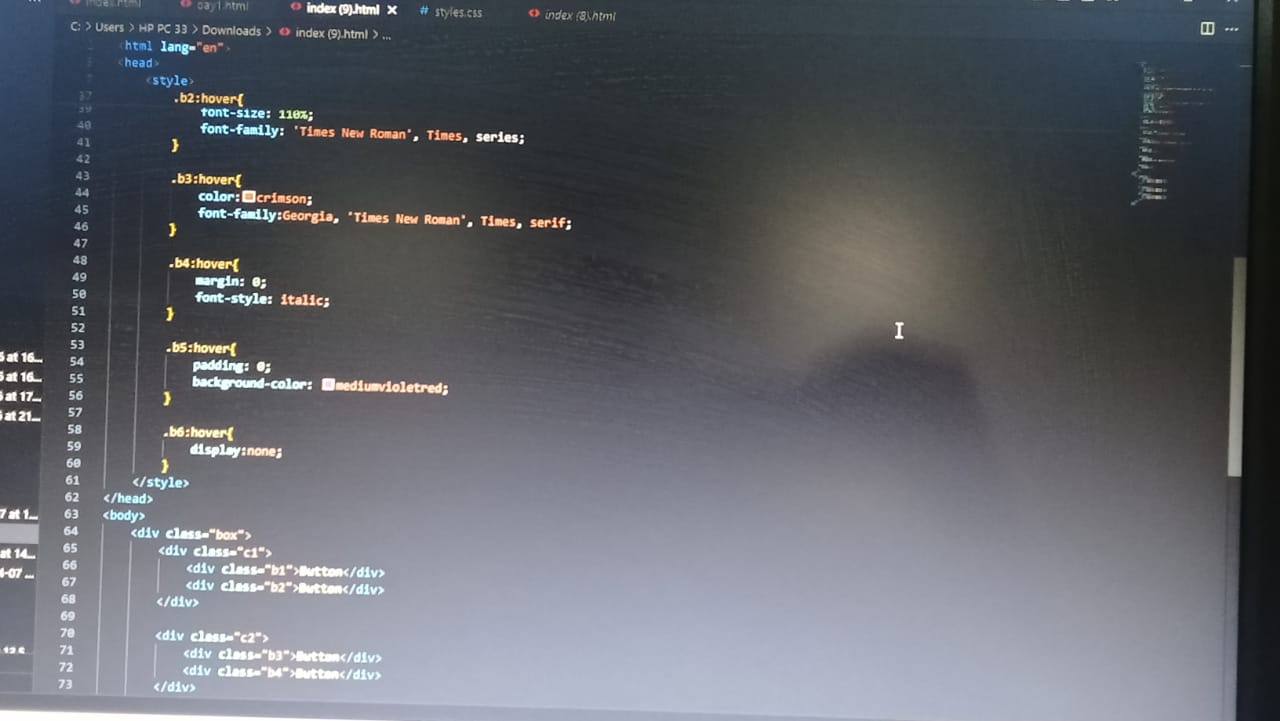 index.html day1.html index (9).html # styles.css index (8).html
C: > Users > HP PC 33 > Downloads > index (9).html > ...
<html lang="en">
<head>
<style>
37 .b2:hover{
39 font-size: 110%;
40 font-family: 'Times New Roman', Times, series;
41 }
42
43 .b3:hover{
44 color: crimson;
45 font-family:Georgia, 'Times New Roman', Times, serif;
46 }
47
48 .b4:hover{
49 margin: 0;
50 font-style: italic;
51 }
52
53 .b5:hover{
54 padding: 0;
55 background-color: mediumvioletred;
56 }
57
58 .b6:hover{
59 display:none;
60 }
61 </style>
62 </head>
63 <body>
64 <div class="box">
65 <div class="c1">
66 <div class="b1">Button</div>
67 <div class="b2">Button</div>
68 </div>
69
70 <div class="c2">
71 <div class="b3">Button</div>
72 <div class="b4">Button</div>
73 </div>
at 16...
at 16...
at 17...
at 21...
7 at 1...
at 14...
-07 ...